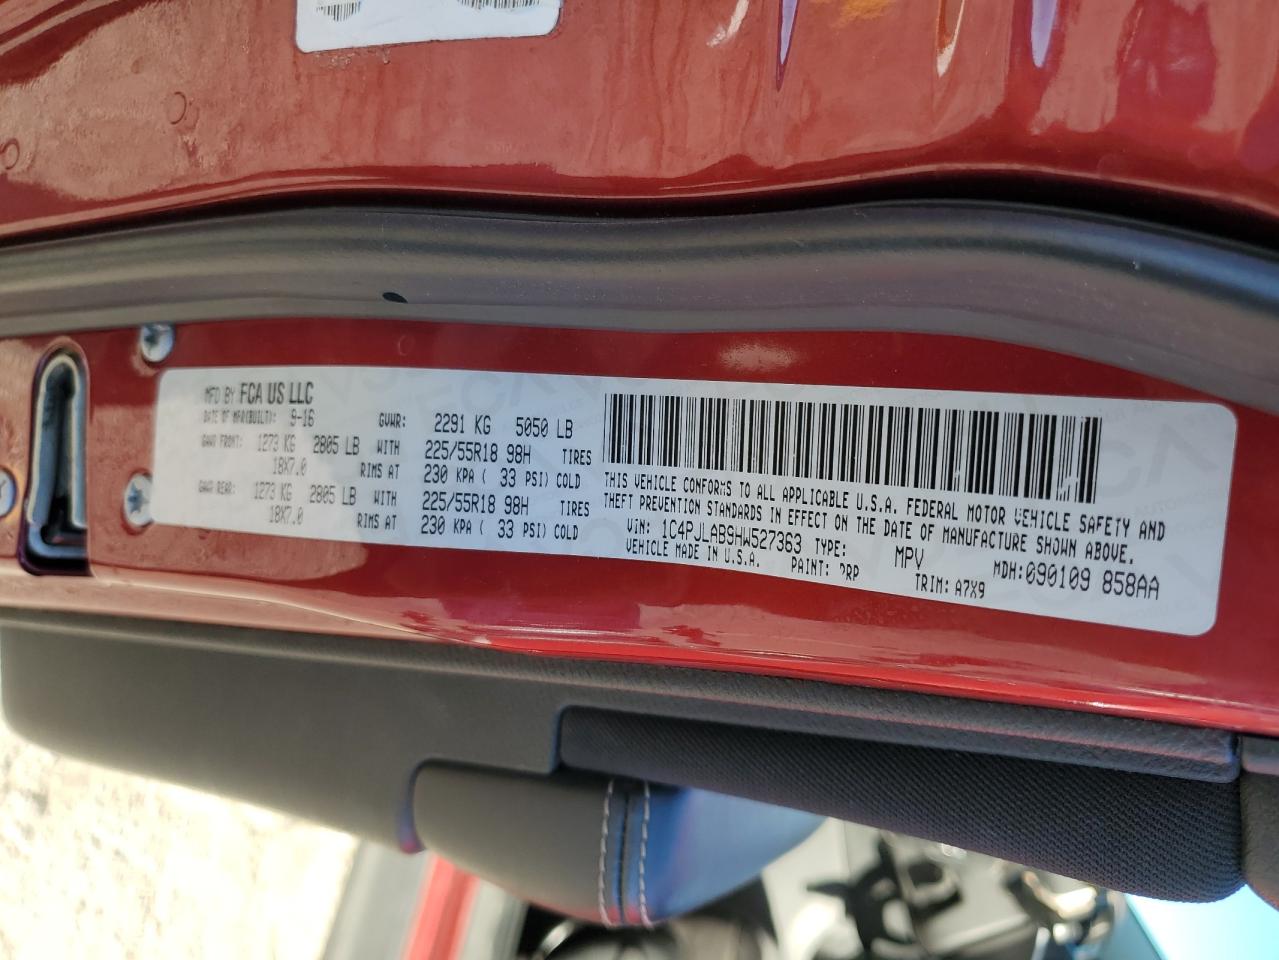 MFD BY FCA US LLC
DATE OF MFR(BUILT): 9-16 GVWR: 2291 KG 5050 LB
GAWR FRONT: 1273 KG 2805 LB WITH 225/55R18 98H TIRES
18X7.0 RIMS AT 230 KPA ( 33 PSI) COLD
GAWR REAR: 1273 KG 2805 LB WITH 225/55R18 98H TIRES
18X7.0 RIMS AT 230 KPA ( 33 PSI) COLD
THIS VEHICLE CONFORMS TO ALL APPLICABLE U.S.A. FEDERAL MOTOR VEHICLE SAFETY AND
THEFT PREVENTION STANDARDS IN EFFECT ON THE DATE OF MANUFACTURE SHOWN ABOVE.
VIN: 1C4PJLAB9HW527363 TYPE: MPV MDH:090109 858AA
VEHICLE MADE IN U.S.A. PAINT: PRP TRIM: A7X9